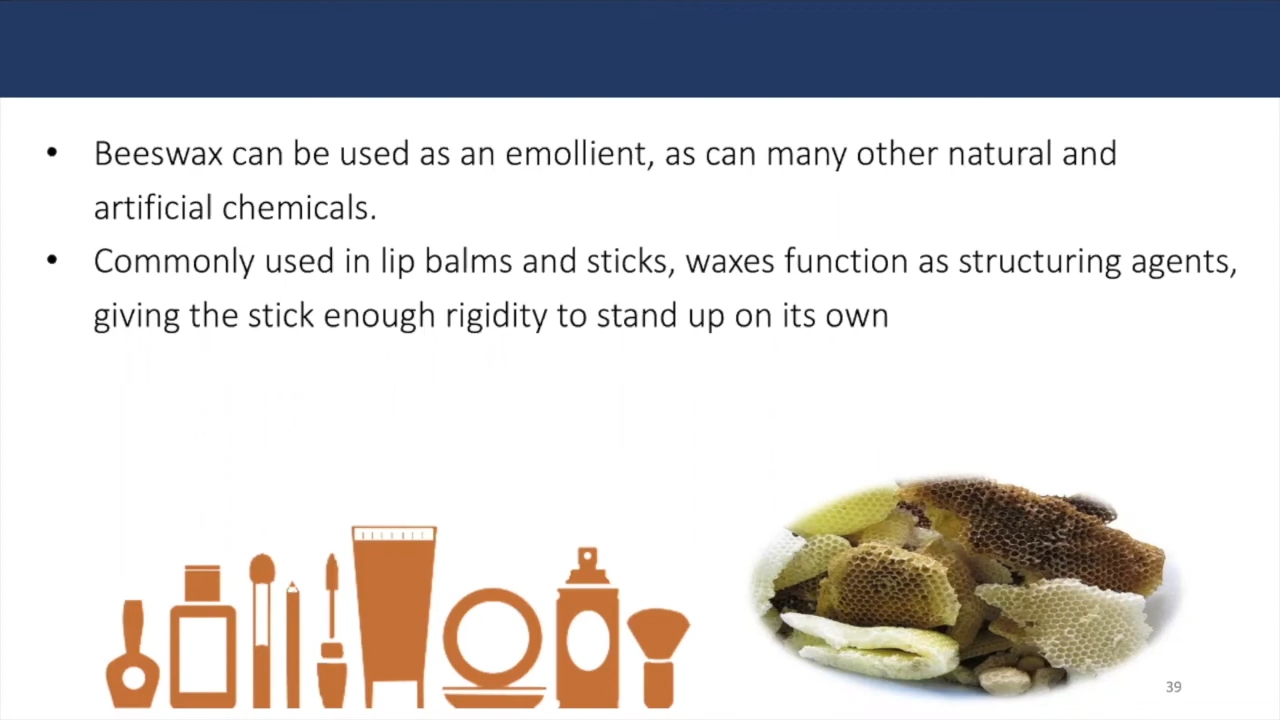 • Beeswax can be used as an emollient, as can many other natural and
artificial chemicals.
• Commonly used in lip balms and sticks, waxes function as structuring agents,
giving the stick enough rigidity to stand up on its own
39